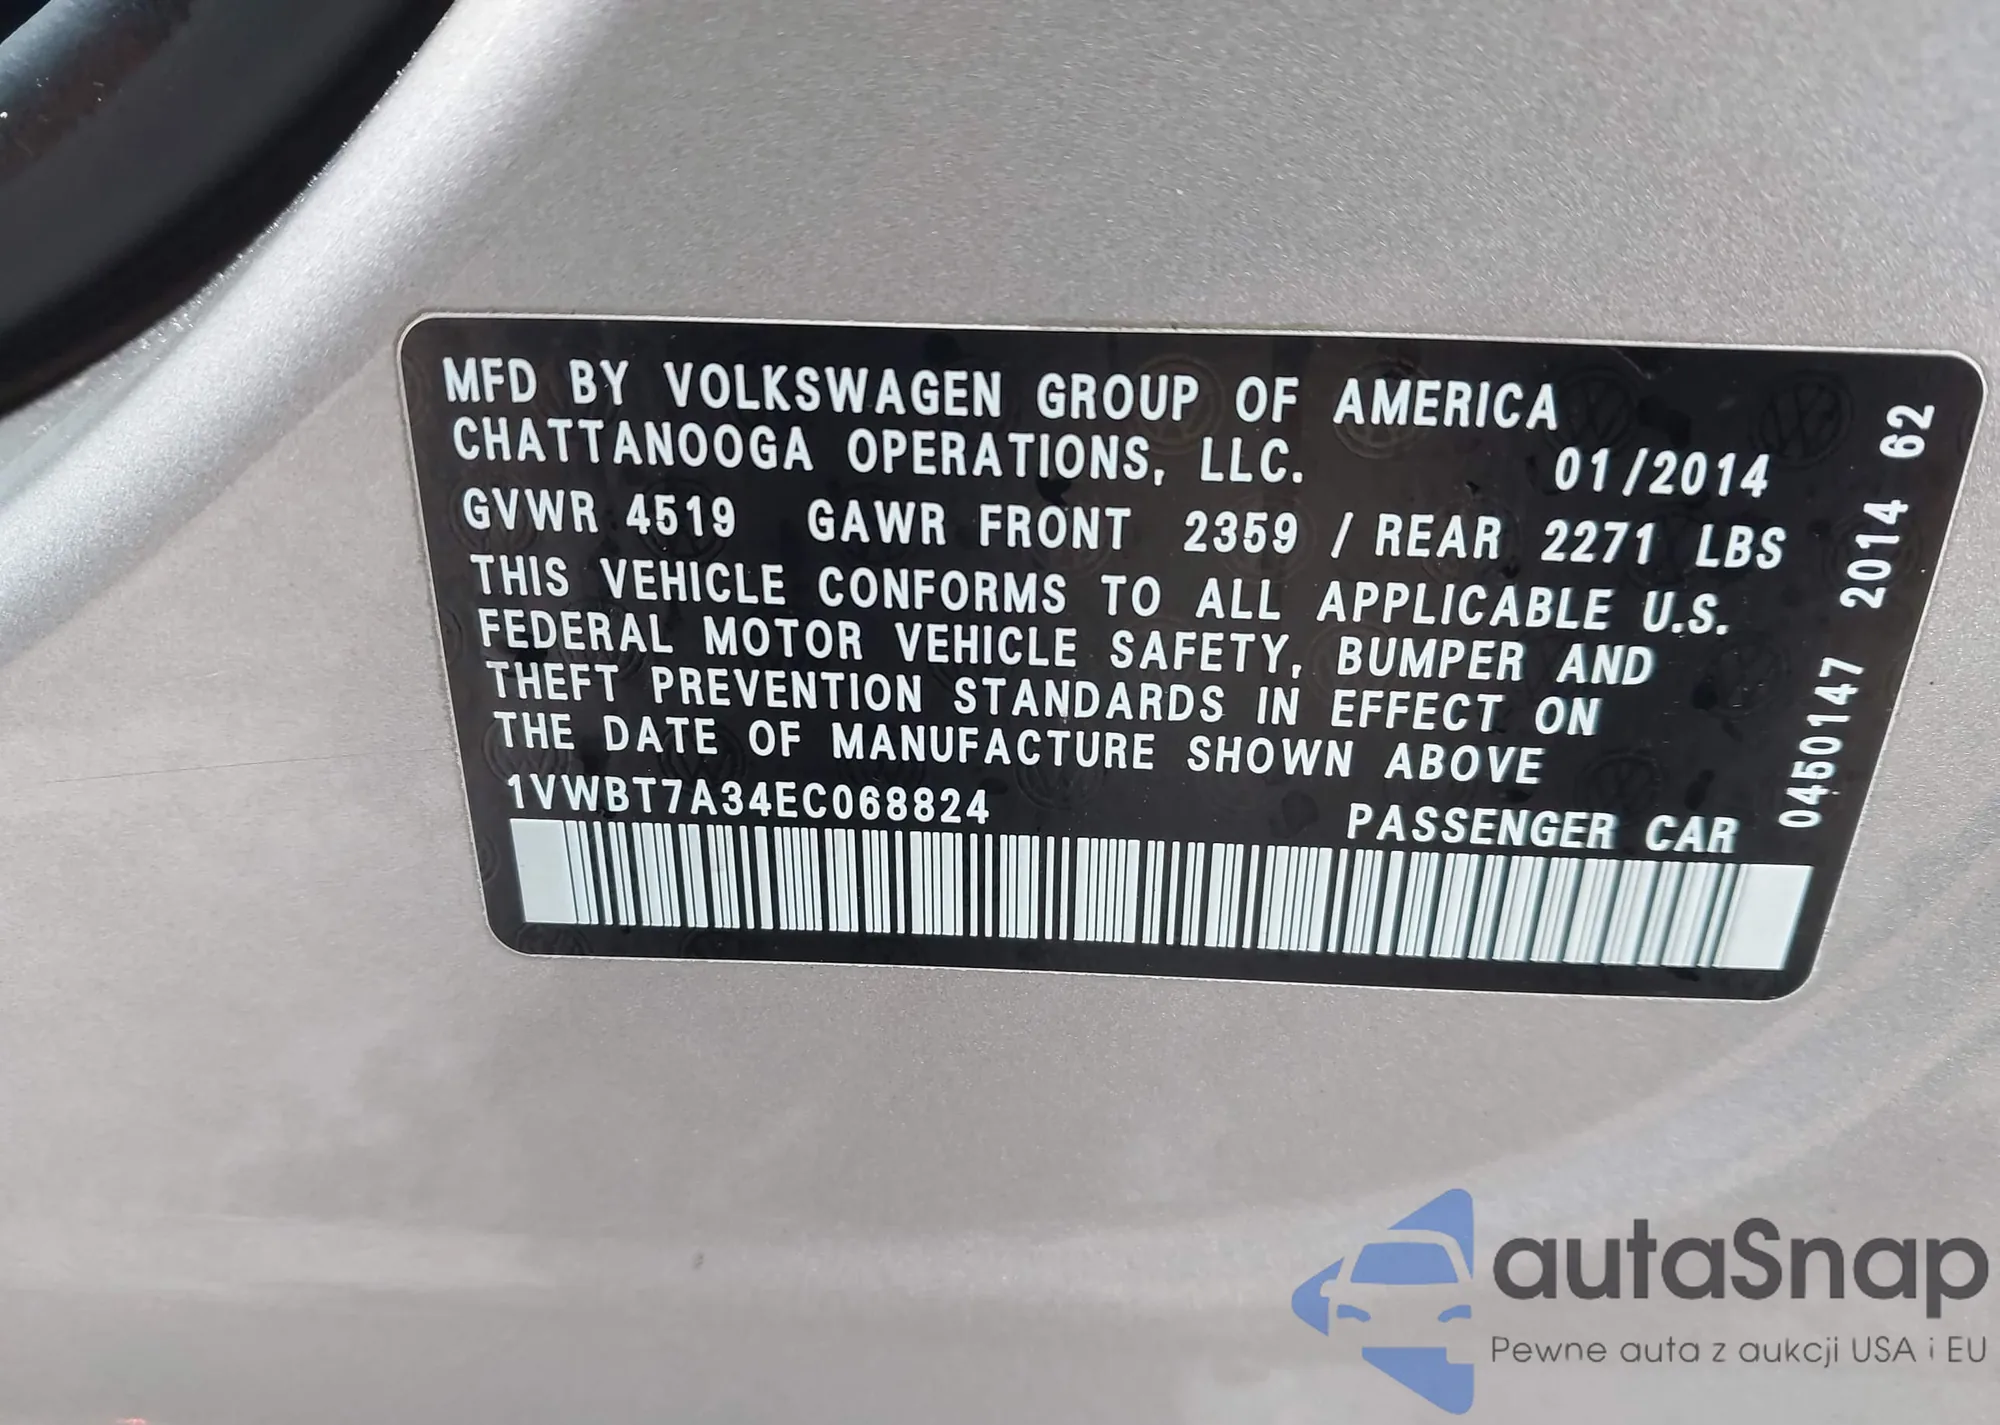 MFD BY VOLKSWAGEN GROUP OF AMERICA
CHATTANOOGA OPERATIONS, LLC.
01/2014
GVWR 4519 GAWR FRONT 2359 / REAR 2271 LBS
THIS VEHICLE CONFORMS TO ALL APPLICABLE U.S.
FEDERAL MOTOR VEHICLE SAFETY, BUMPER AND
THEFT PREVENTION STANDARDS IN EFFECT ON
THE DATE OF MANUFACTURE SHOWN ABOVE
1VWBT7A34EC068824
PASSENGER CAR
0450147 2014 62
autaSnap
Pewne auta z aukcji USA i EU